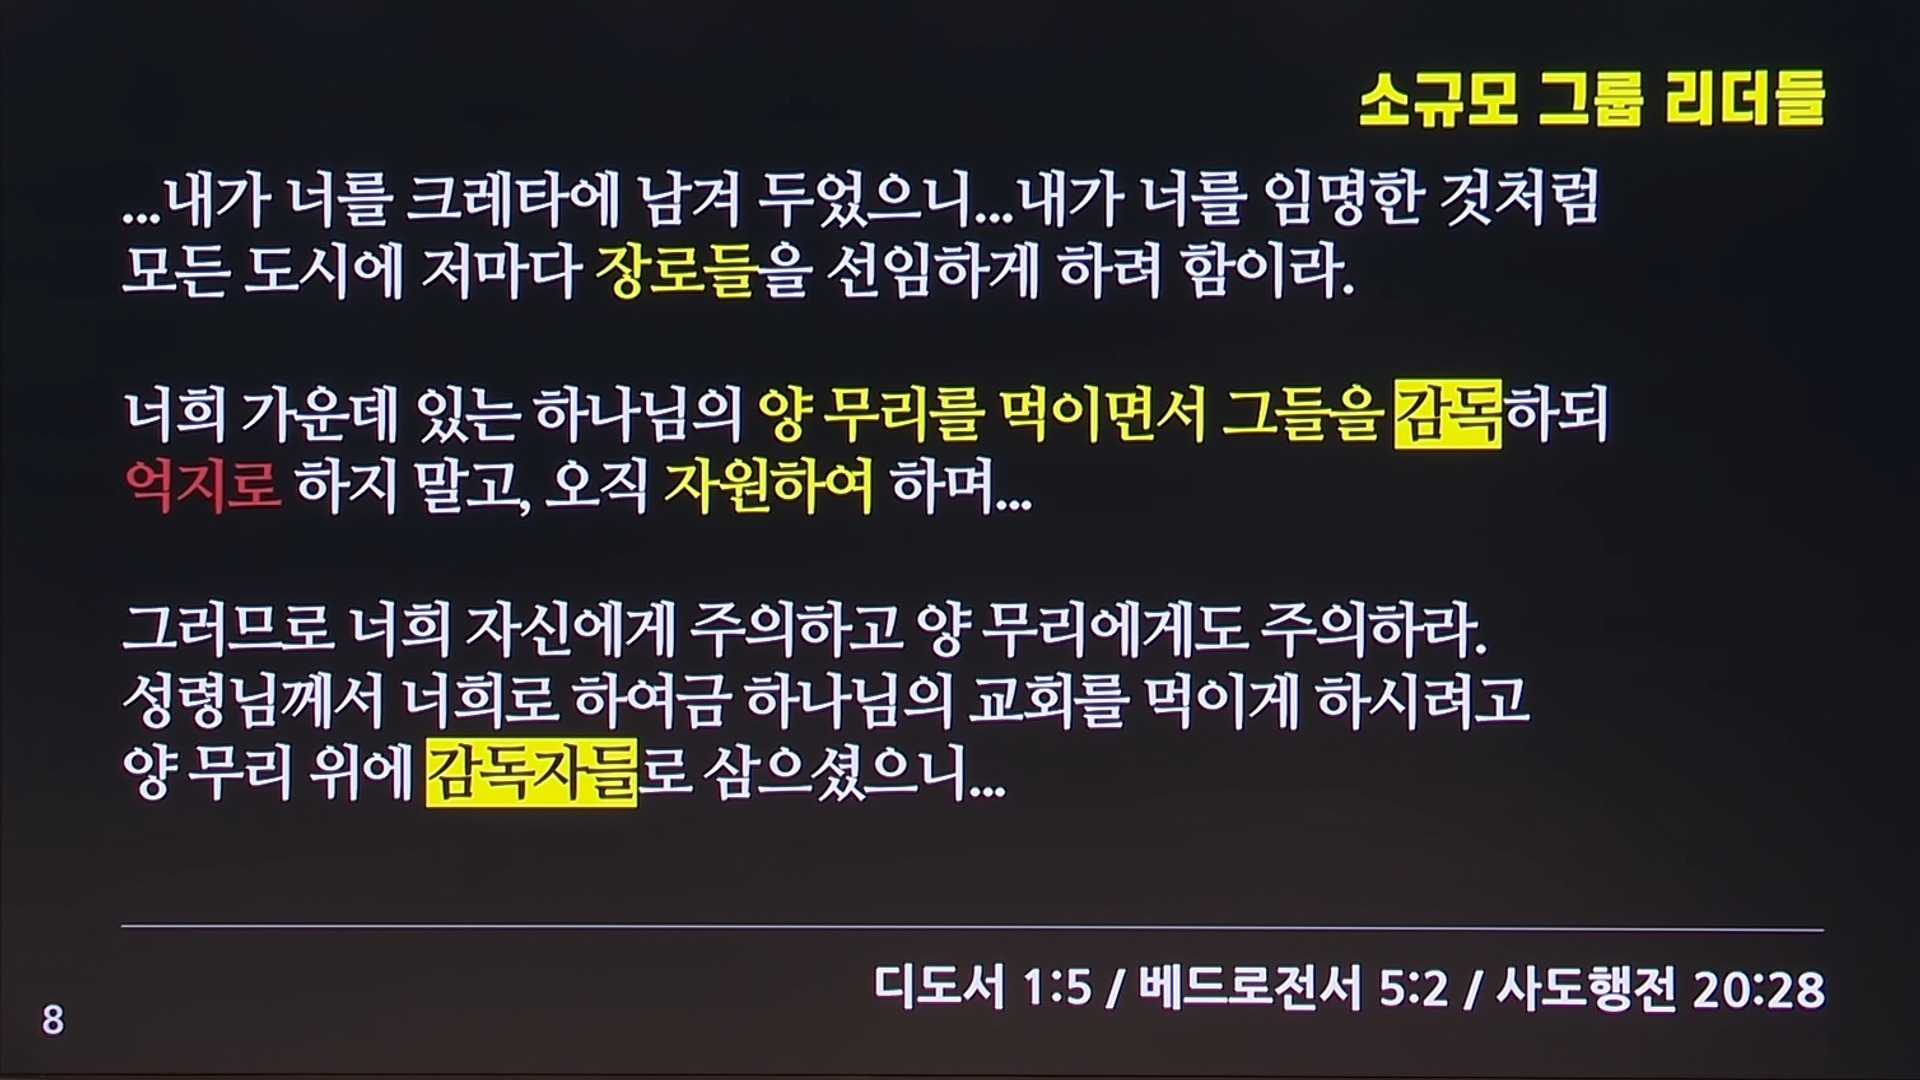 소규모 그룹 리더들
...내가 너를 크레타에 남겨 두었으니...내가 너를 임명한 것처럼
모든 도시에 저마다 장로들을 선임하게 하려 함이라.
너희 가운데 있는 하나님의 양 무리를 먹이면서 그들을 감독하되
억지로 하지 말고, 오직 자원하여 하며...
그러므로 너희 자신에게 주의하고 양 무리에게도 주의하라.
성령님께서 너희로 하여금 하나님의 교회를 먹이게 하시려고
양 무리 위에 감독자들로 삼으셨으니...
디도서 1:5 / 베드로전서 5:2 / 사도행전 20:28
8